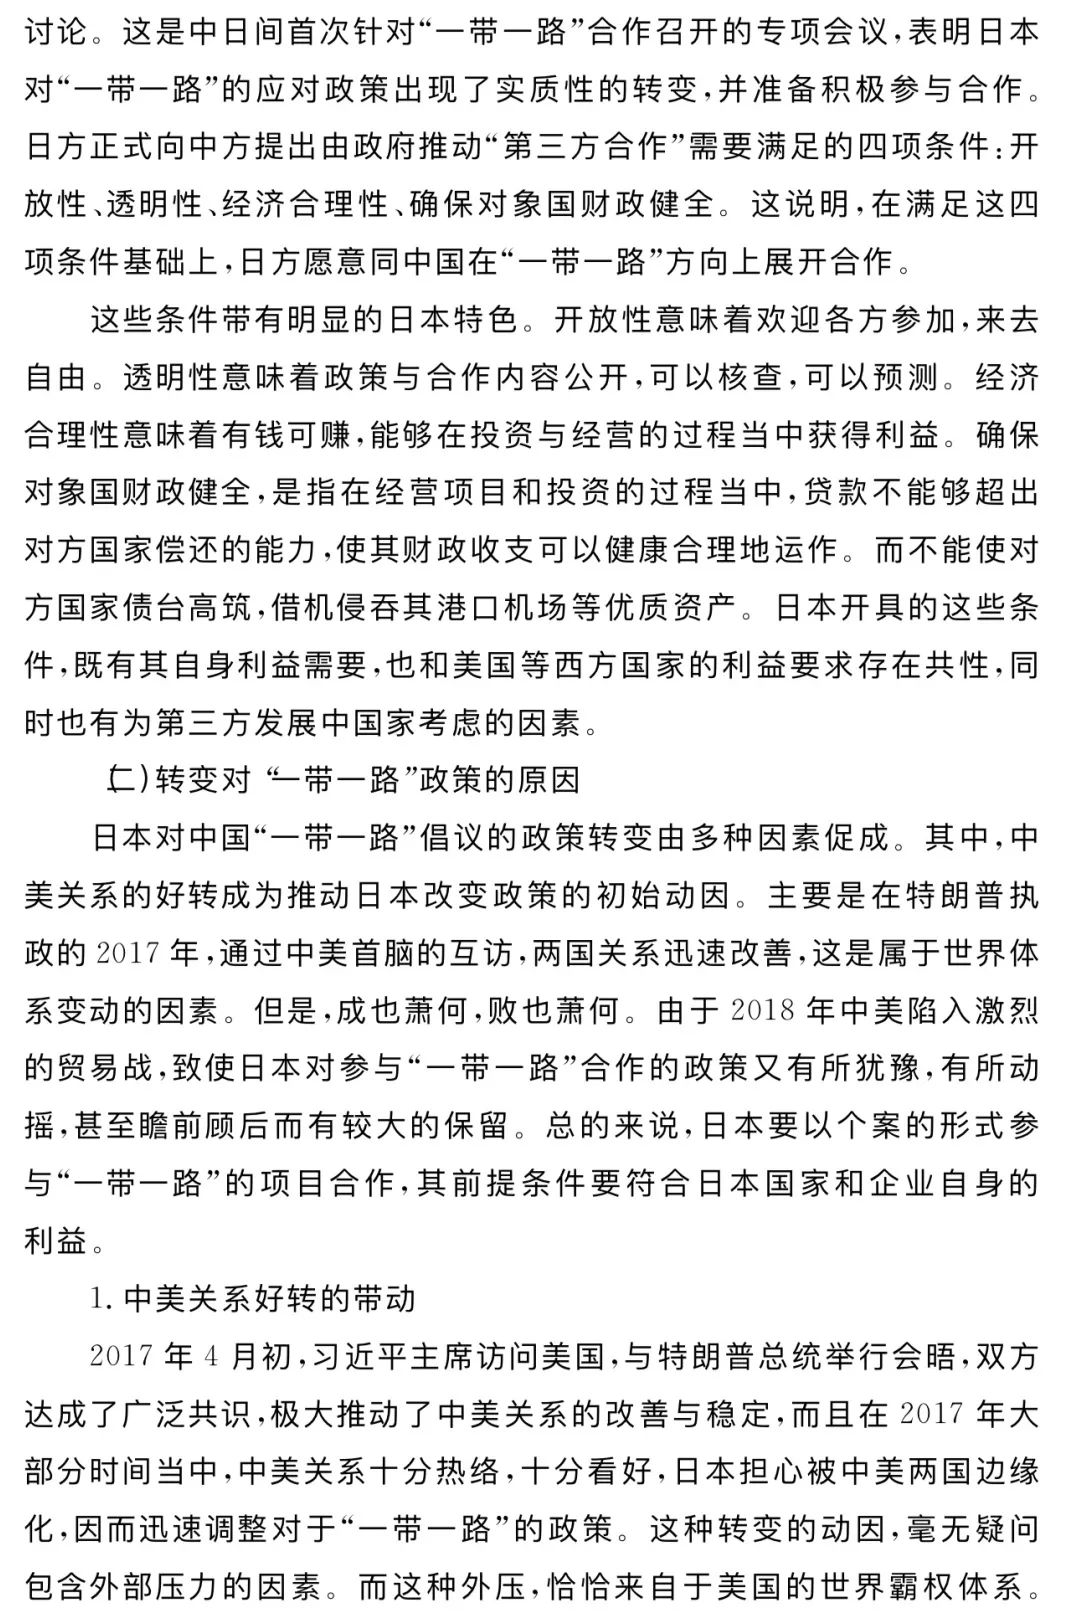 讨论。这是中日间首次针对“一带一路”合作召开的专项会议,表明日本
对“一带一路”的应对政策出现了实质性的转变,并准备积极参与合作。
日方正式向中方提出由政府推动“第三方合作”需要满足的四项条件:开
放性、透明性、经济合理性、确保对象国财政健全。这说明,在满足这四
项条件基础上,日方愿意同中国在“一带一路”方向上展开合作。
这些条件带有明显的日本特色。开放性意味着欢迎各方参加,来去
自由。透明性意味着政策与合作内容公开,可以核查,可以预测。经济
合理性意味着有钱可赚,能够在投资与经营的过程当中获得利益。确保
对象国财政健全,是指在经营项目和投资的过程当中,贷款不能够超出
对方国家偿还的能力,使其财政收支可以健康合理地运作。而不能使对
方国家债台高筑,借机侵吞其港口机场等优质资产。日本开具的这些条
件,既有其自身利益需要,也和美国等西方国家的利益要求存在共性,同
时也有为第三方发展中国家考虑的因素。
(二)转变对“一带一路”政策的原因
日本对中国“一带一路”倡议的政策转变由多种因素促成。其中,中
美关系的好转成为推动日本改变政策的初始动因。主要是在特朗普执
政的2017年,通过中美首脑的互访,两国关系迅速改善,这是属于世界体
系变动的因素。但是,成也萧何,败也萧何。由于2018年中美陷入激烈
的贸易战,致使日本对参与“一带一路”合作的政策又有所犹豫,有所动
摇,甚至瞻前顾后而有较大的保留。总的来说,日本要以个案的形式参
与“一带一路”的项目合作,其前提条件要符合日本国家和企业自身的
利益。
1. 中美关系好转的带动
2017年4月初,习近平主席访问美国,与特朗普总统举行会晤,双方
达成了广泛共识,极大推动了中美关系的改善与稳定,而且在2017年大
部分时间当中,中美关系十分热络,十分看好,日本担心被中美两国边缘
化,因而迅速调整对于“一带一路”的政策。这种转变的动因,毫无疑问
包含外部压力的因素。而这种外压,恰恰来自于美国的世界霸权体系。